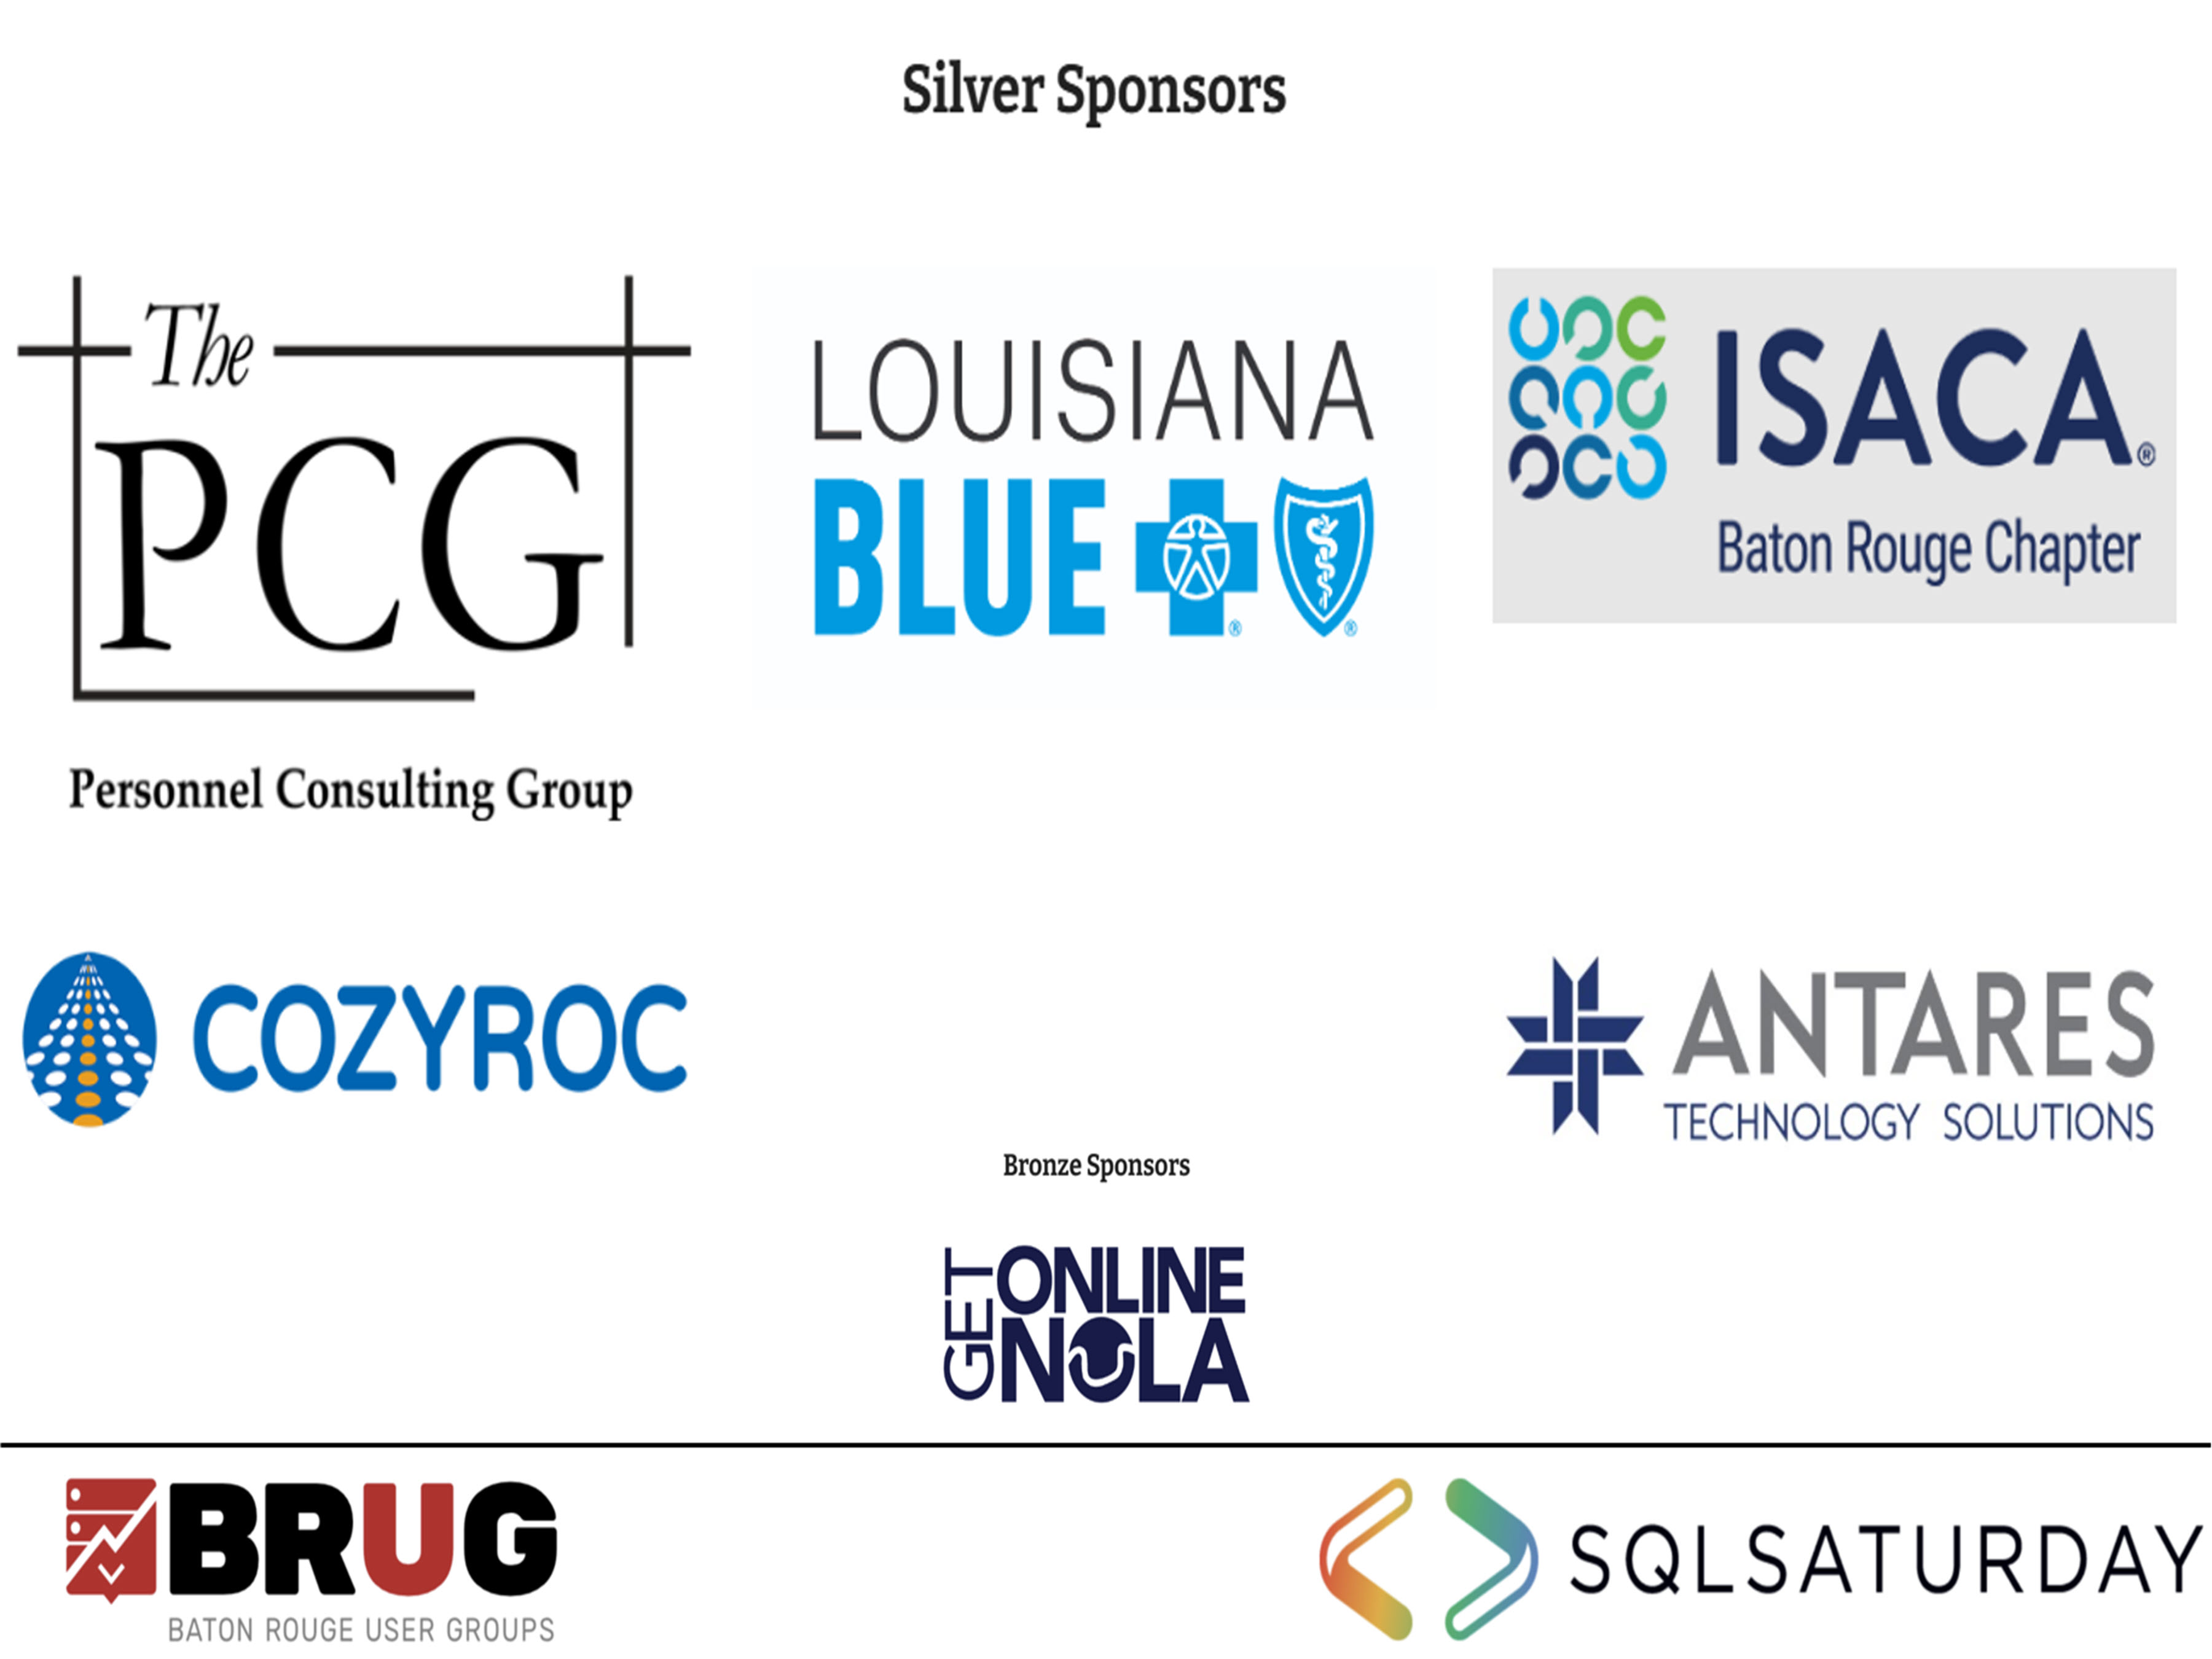 Silver Sponsors
The
PCG
Personnel Consulting Group
LOUISIANA
BLUE ® ®
ISACA®
Baton Rouge Chapter
COZYROC
ANTARES
TECHNOLOGY SOLUTIONS
Bronze Sponsors
GET
ONLINE
NOLA
BRUG
BATON ROUGE USER GROUPS
SQLSATURDAY